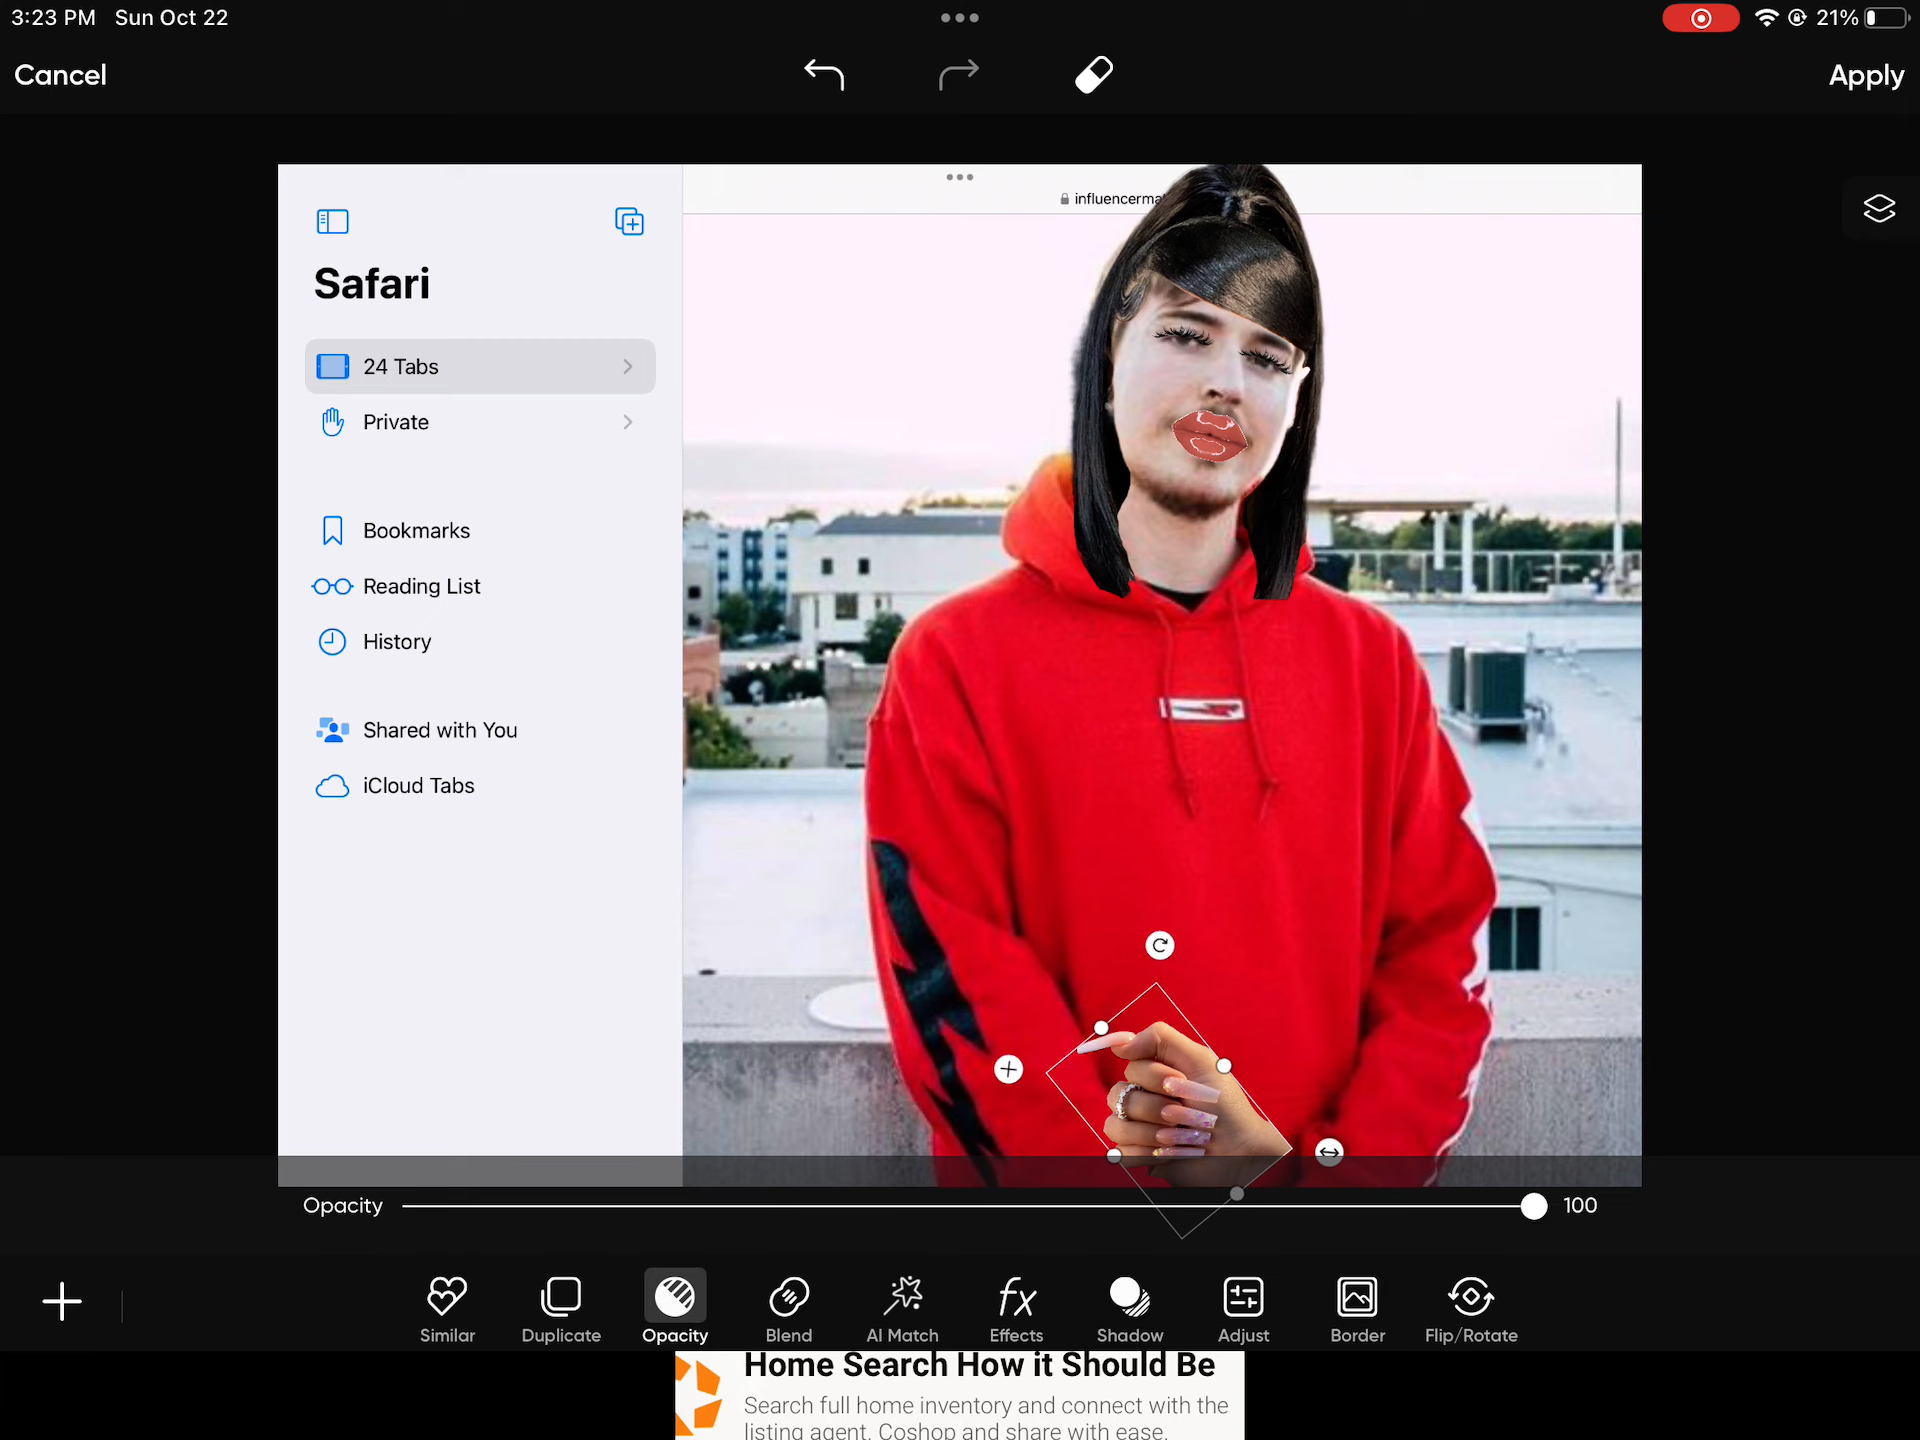 3:23 PM Sun Oct 22
21%
Cancel
Apply
influencerma
Safari
24 Tabs
Private
Bookmarks
Reading List
History
Shared with You
iCloud Tabs
Opacity
100
Similar
Duplicate
Opacity
Blend
AI Match
fx
Effects
Shadow
Adjust
Border
Flip/Rotate
Home Search How it Should Be
Search full home inventory and connect with the
listing agent. Coshop and share with ease.